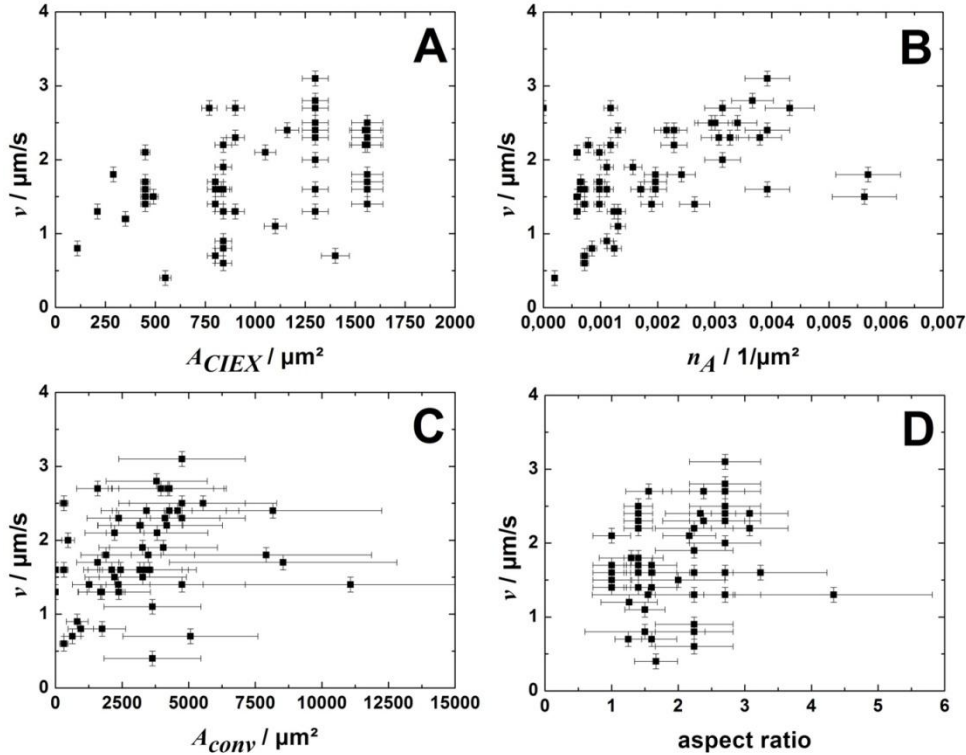 A
4
3
2
1
0
v / μm/s
0 250 500 750 1000 1250 1500 1750 2000
A_CIEX / μm²
B
4
3
2
1
0
v / μm/s
0,000 0,001 0,002 0,003 0,004 0,005 0,006 0,007
n_A / 1/μm²
C
4
3
2
1
0
v / μm/s
0 2500 5000 7500 10000 12500 15000
A_conv / μm²
D
4
3
2
1
0
v / μm/s
0 1 2 3 4 5 6
aspect ratio